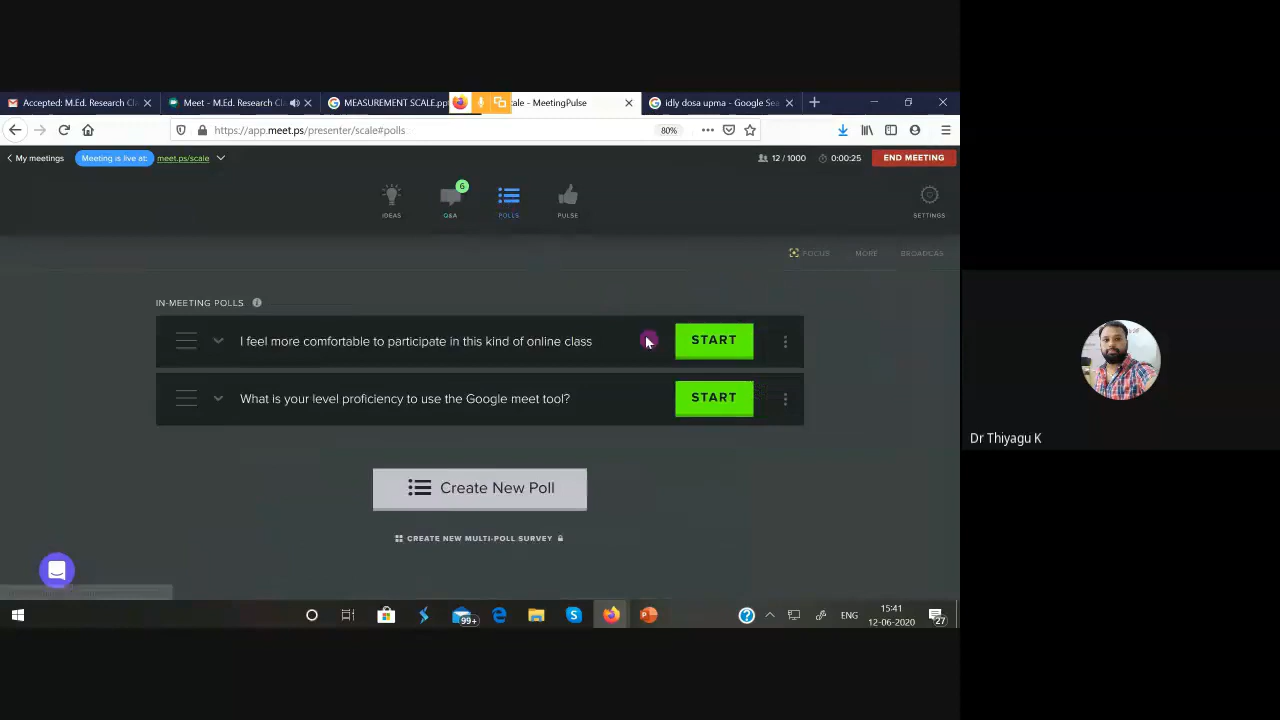 Accepted: M.Ed. Research Cl
Meet - M.Ed. Research Cl
MEASUREMENT SCALE.pp
cale - MeetingPulse
idly dosa upma - Google Sea
https://app.meet.ps/presenter/scale#polls
80%
My meetings
Meeting is live at:
meet.ps/scale
12 / 1000
0:00:25
END MEETING
6
IDEAS
Q&A
POLLS
PULSE
SETTINGS
FOCUS
MORE
BROADCAS
IN-MEETING POLLS
I feel more comfortable to participate in this kind of online class
START
What is your level proficiency to use the Google meet tool?
START
Create New Poll
CREATE NEW MULTI-POLL SURVEY
Dr Thiyagu K
99+
ENG
15:41
12-06-2020
27